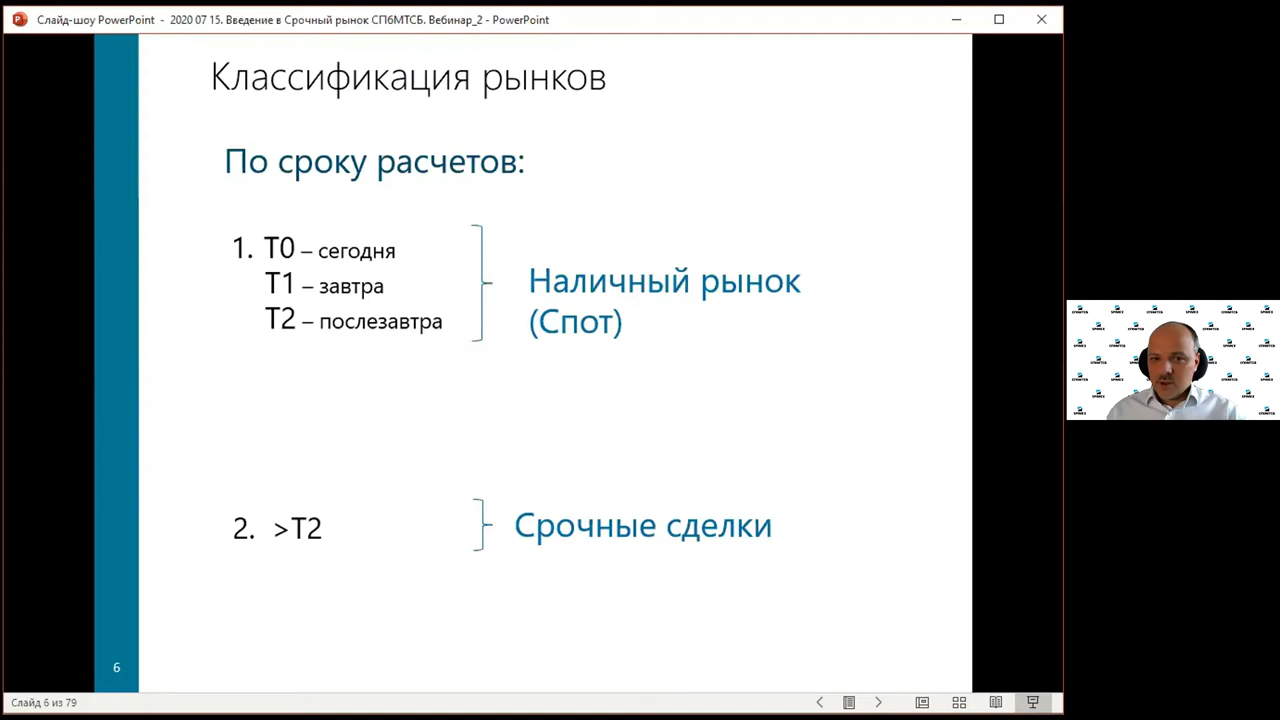 Слайд-шоу PowerPoint - 2020 07 15. Введение в Срочный рынок СПбМТСБ. Вебинар_2 - PowerPoint
Классификация рынков
По сроку расчетов:
1. T0 – сегодня
T1 – завтра
T2 – послезавтра
Наличный рынок
(Спот)
2. >T2
Срочные сделки
6
Слайд 6 из 79